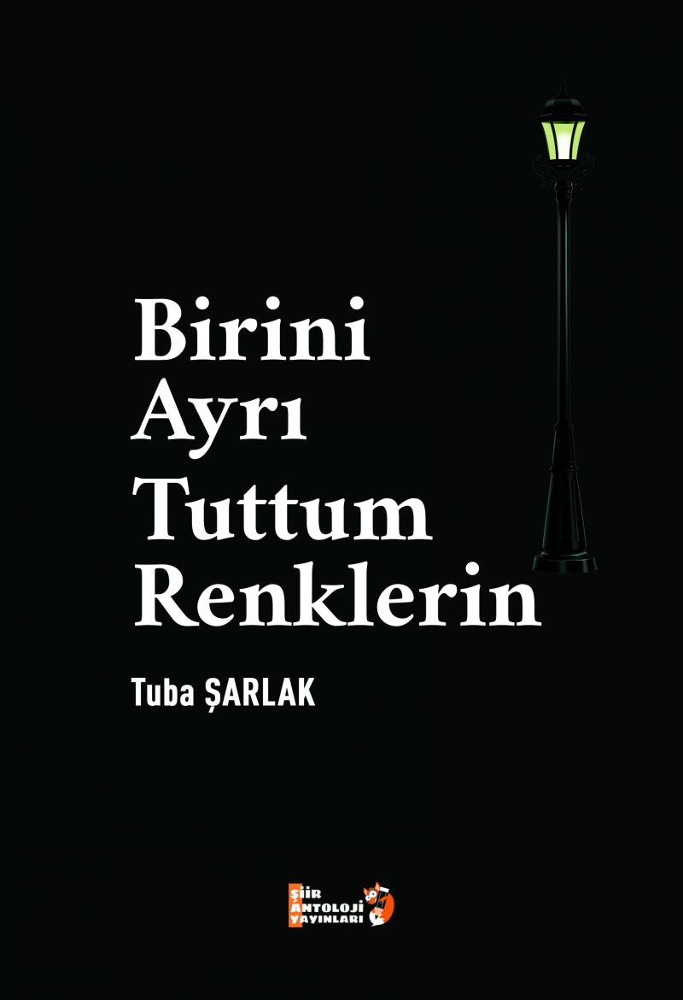 Birini
Ayrı
Tuttum
Renklerin
Tuba ŞARLAK
ŞİİR
ANTOLOJİ
YAYINLARI